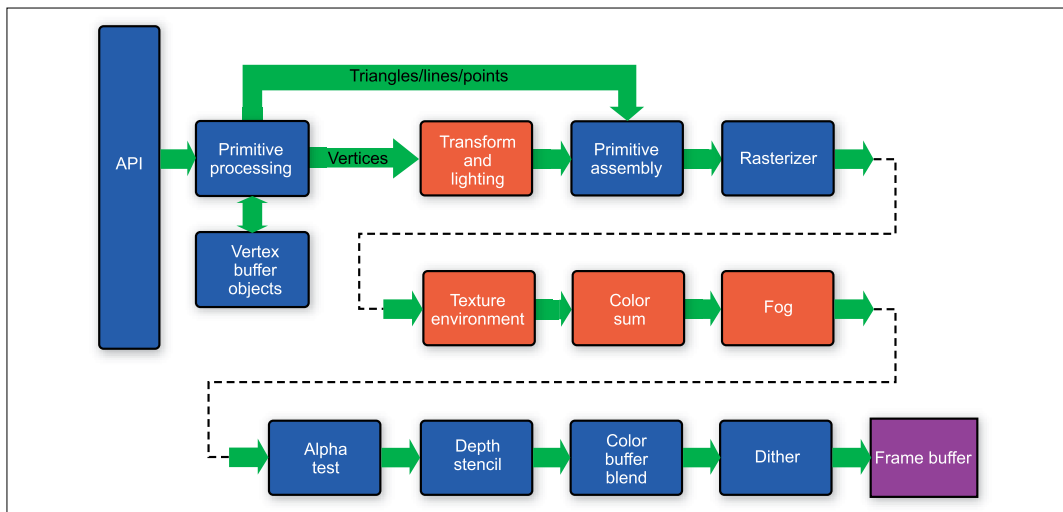 Triangles/lines/points
API
Primitive
processing
Vertices
Transform
and
lighting
Primitive
assembly
Rasterizer
Vertex
buffer
objects
Texture
environment
Color
sum
Fog
Alpha
test
Depth
stencil
Color
buffer
blend
Dither
Frame buffer